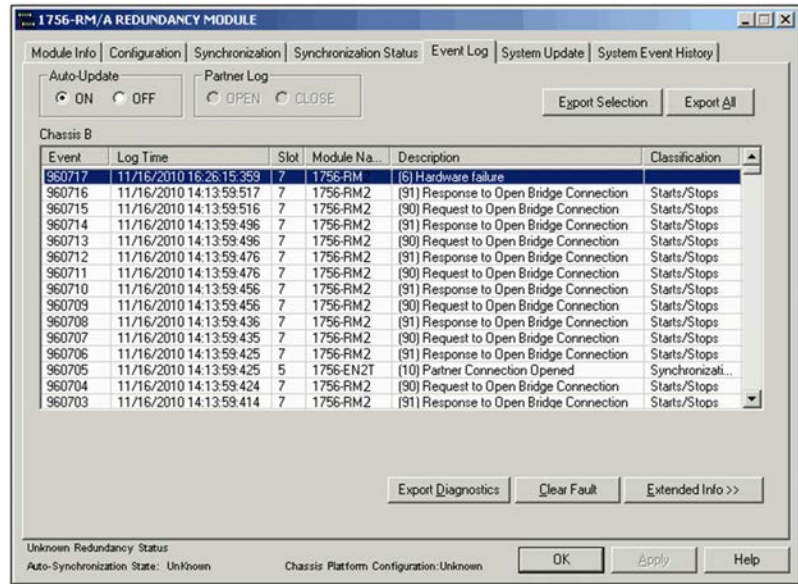 1756-RM/A REDUNDANCY MODULE
Module Info Configuration Synchronization Synchronization Status Event Log System Update System Event History
Auto-Update Partner Log
ON OFF OPEN CLOSE Export Selection Export All
Chassis B
Event Log Time Slot Module Na... Description Classification
960717 11/16/2010 16:26:15:359 7 1756-RM2 (6) Hardware failure
960716 11/16/2010 14:13:59:517 7 1756-RM2 (91) Response to Open Bridge Connection Starts/Stops
960715 11/16/2010 14:13:59:516 7 1756-RM2 (90) Request to Open Bridge Connection Starts/Stops
960714 11/16/2010 14:13:59:496 7 1756-RM2 (91) Response to Open Bridge Connection Starts/Stops
960713 11/16/2010 14:13:59:496 7 1756-RM2 (90) Request to Open Bridge Connection Starts/Stops
960712 11/16/2010 14:13:59:476 7 1756-RM2 (91) Response to Open Bridge Connection Starts/Stops
960711 11/16/2010 14:13:59:476 7 1756-RM2 (90) Request to Open Bridge Connection Starts/Stops
960710 11/16/2010 14:13:59:456 7 1756-RM2 (91) Response to Open Bridge Connection Starts/Stops
960709 11/16/2010 14:13:59:456 7 1756-RM2 (90) Request to Open Bridge Connection Starts/Stops
960708 11/16/2010 14:13:59:436 7 1756-RM2 (91) Response to Open Bridge Connection Starts/Stops
960707 11/16/2010 14:13:59:435 7 1756-RM2 (90) Request to Open Bridge Connection Starts/Stops
960706 11/16/2010 14:13:59:425 7 1756-RM2 (91) Response to Open Bridge Connection Starts/Stops
960705 11/16/2010 14:13:59:425 5 1756-EN2T (10) Partner Connection Opened Synchronizati...
960704 11/16/2010 14:13:59:424 7 1756-RM2 (90) Request to Open Bridge Connection Starts/Stops
960703 11/16/2010 14:13:59:414 7 1756-RM2 (91) Response to Open Bridge Connection Starts/Stops
Export Diagnostics Clear Fault Extended Info >>
Unknown Redundancy Status
Auto-Synchronization State: UnKnown Chassis Platform Configuration:Unknown OK Apply Help